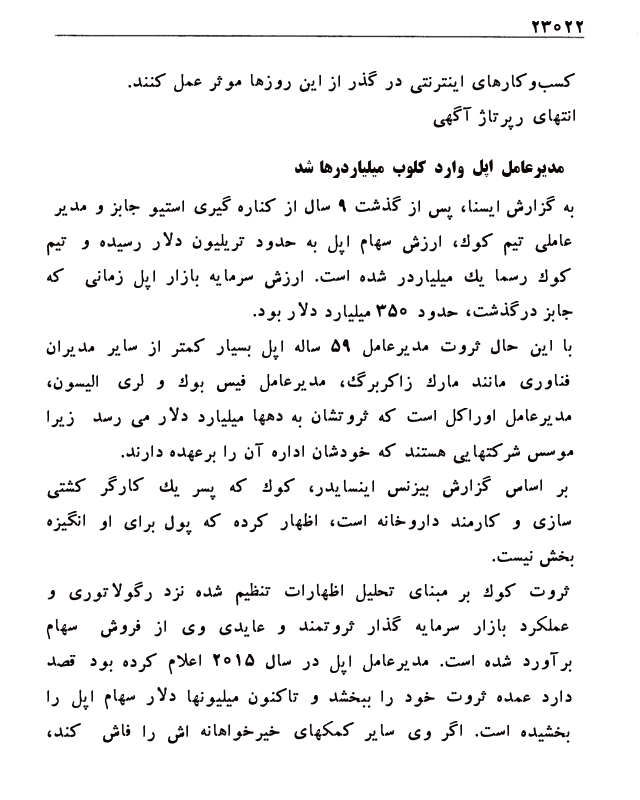 ۲۳۰۲۲
کسب‌وکارهای اینترنتی در گذر از این روزها موثر عمل کنند.
انتهای رپرتاژ آگهی
مدیرعامل اپل وارد کلوب میلیاردرها شد
به گزارش ایسنا، پس از گذشت ۹ سال از کناره گیری استیو جابز و مدیر
عاملی تیم کوك، ارزش سهام اپل به حدود تریلیون دلار رسیده و تیم
کوك رسما یك میلیاردر شده است. ارزش سرمایه بازار اپل زمانی که
جابز درگذشت، حدود ۳۵۰ میلیارد دلار بود.
با این حال ثروت مدیرعامل ۵۹ ساله اپل بسیار کمتر از سایر مدیران
فناوری مانند مارك زاکربرگ، مدیرعامل فیس بوك و لری الیسون،
مدیرعامل اوراکل است که ثروتشان به دهها میلیارد دلار می رسد زیرا
موسس شرکتهایی هستند که خودشان اداره آن را برعهده دارند.
بر اساس گزارش بیزنس اینسایدر، کوك که پسر یك کارگر کشتی
سازی و کارمند داروخانه است، اظهار کرده که پول برای او انگیزه
بخش نیست.
ثروت کوك بر مبنای تحلیل اظهارات تنظیم شده نزد رگولاتوری و
عملکرد بازار سرمایه گذار ثروتمند و عایدی وی از فروش سهام
برآورد شده است. مدیرعامل اپل در سال ۲۰۱۵ اعلام کرده بود قصد
دارد عمده ثروت خود را ببخشد و تاکنون میلیونها دلار سهام اپل را
بخشیده است. اگر وی سایر کمکهای خیرخواهانه اش را فاش کند،